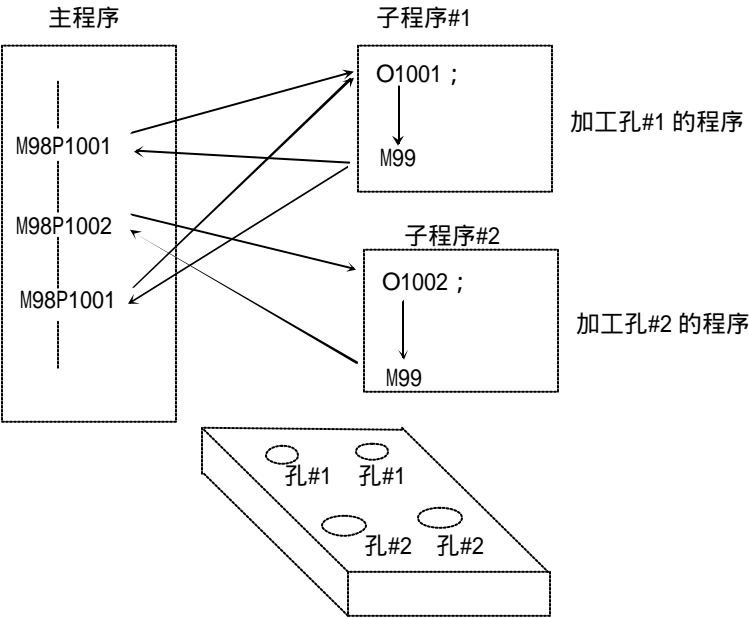 主程序
M98P1001
M98P1002
M98P1001
子程序#1
O1001；
M99
加工孔#1 的程序
子程序#2
O1002；
M99
加工孔#2 的程序
孔#1 孔#1
孔#2 孔#2